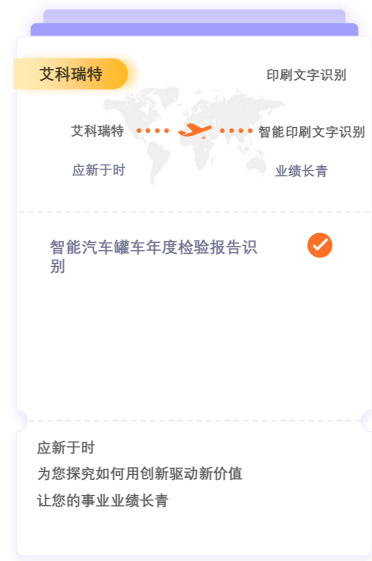 艾科瑞特
印刷文字识别
艾科瑞特
智能印刷文字识别
应新于时
业绩长青
智能汽车罐车年度检验报告识
别
应新于时
为您探究如何用创新驱动新价值
让您的事业业绩长青